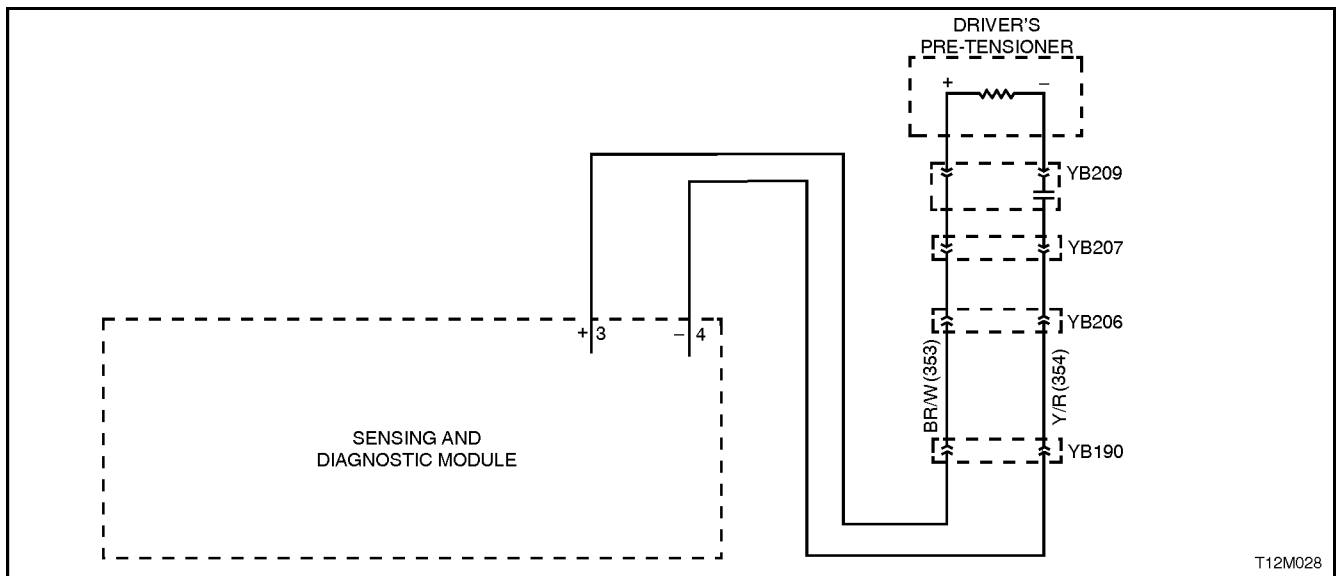 DRIVER'S
PRE-TENSIONER
+ −
YB209
YB207
+ 3 − 4
YB206
BR/W (353)
Y/R (354)
SENSING AND
DIAGNOSTIC MODULE
YB190
T12M028